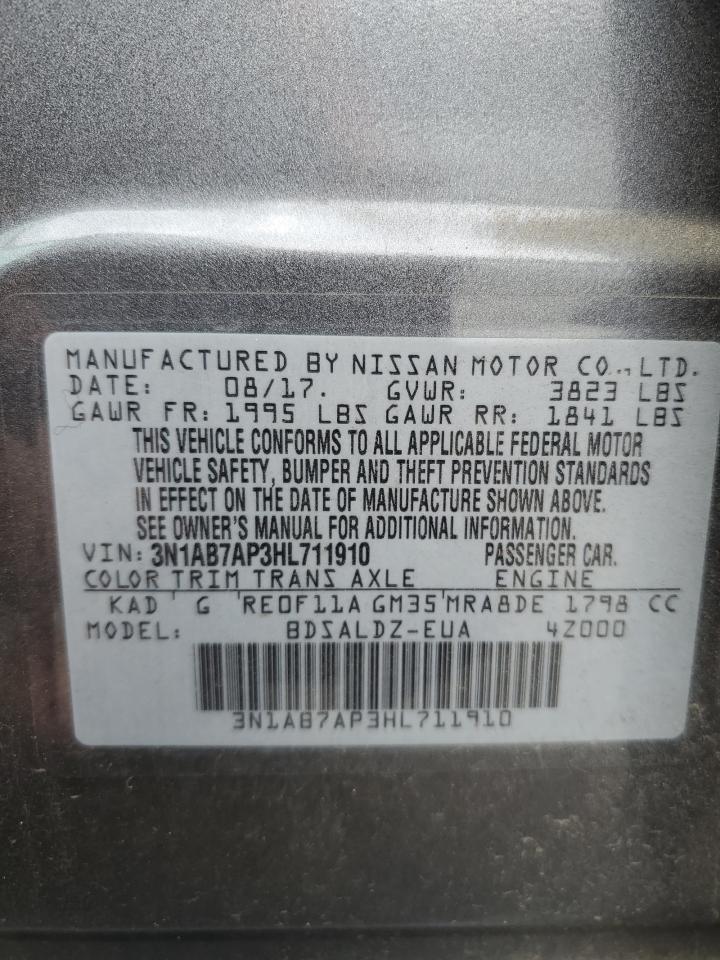 MANUFACTURED BY NISSAN MOTOR CO., LTD.
DATE: 08/17. GVWR: 3823 LBS
GAWR FR: 1995 LBS GAWR RR: 1841 LBS
THIS VEHICLE CONFORMS TO ALL APPLICABLE FEDERAL MOTOR
VEHICLE SAFETY, BUMPER AND THEFT PREVENTION STANDARDS
IN EFFECT ON THE DATE OF MANUFACTURE SHOWN ABOVE.
SEE OWNER'S MANUAL FOR ADDITIONAL INFORMATION.
VIN: 3N1AB7AP3HL711910 PASSENGER CAR.
COLOR TRIM TRANS AXLE ENGINE
KAD G RE0F11A GM35 MRA8DE 1798 CC
MODEL: BDSALDZ-EUA 4Z000
3N1AB7AP3HL711910